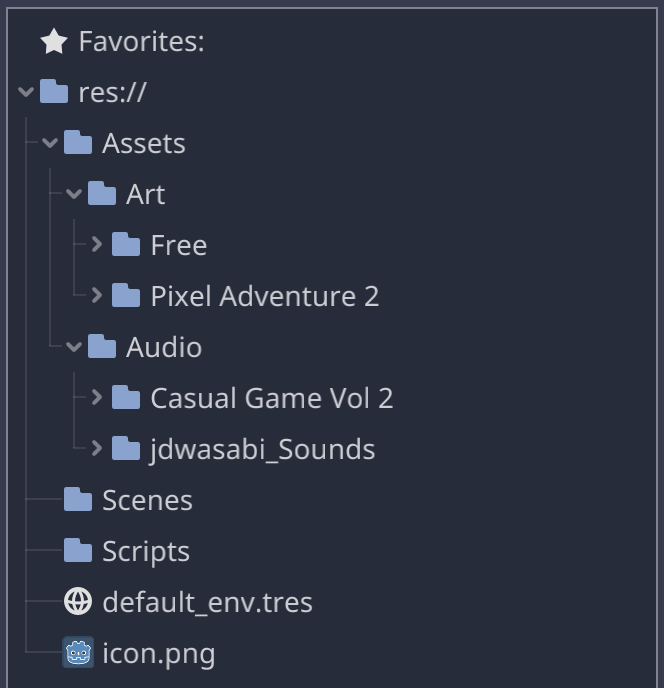 Favorites:
res://
Assets
Art
Free
Pixel Adventure 2
Audio
Casual Game Vol 2
jdwasabi_Sounds
Scenes
Scripts
default_env.tres
icon.png